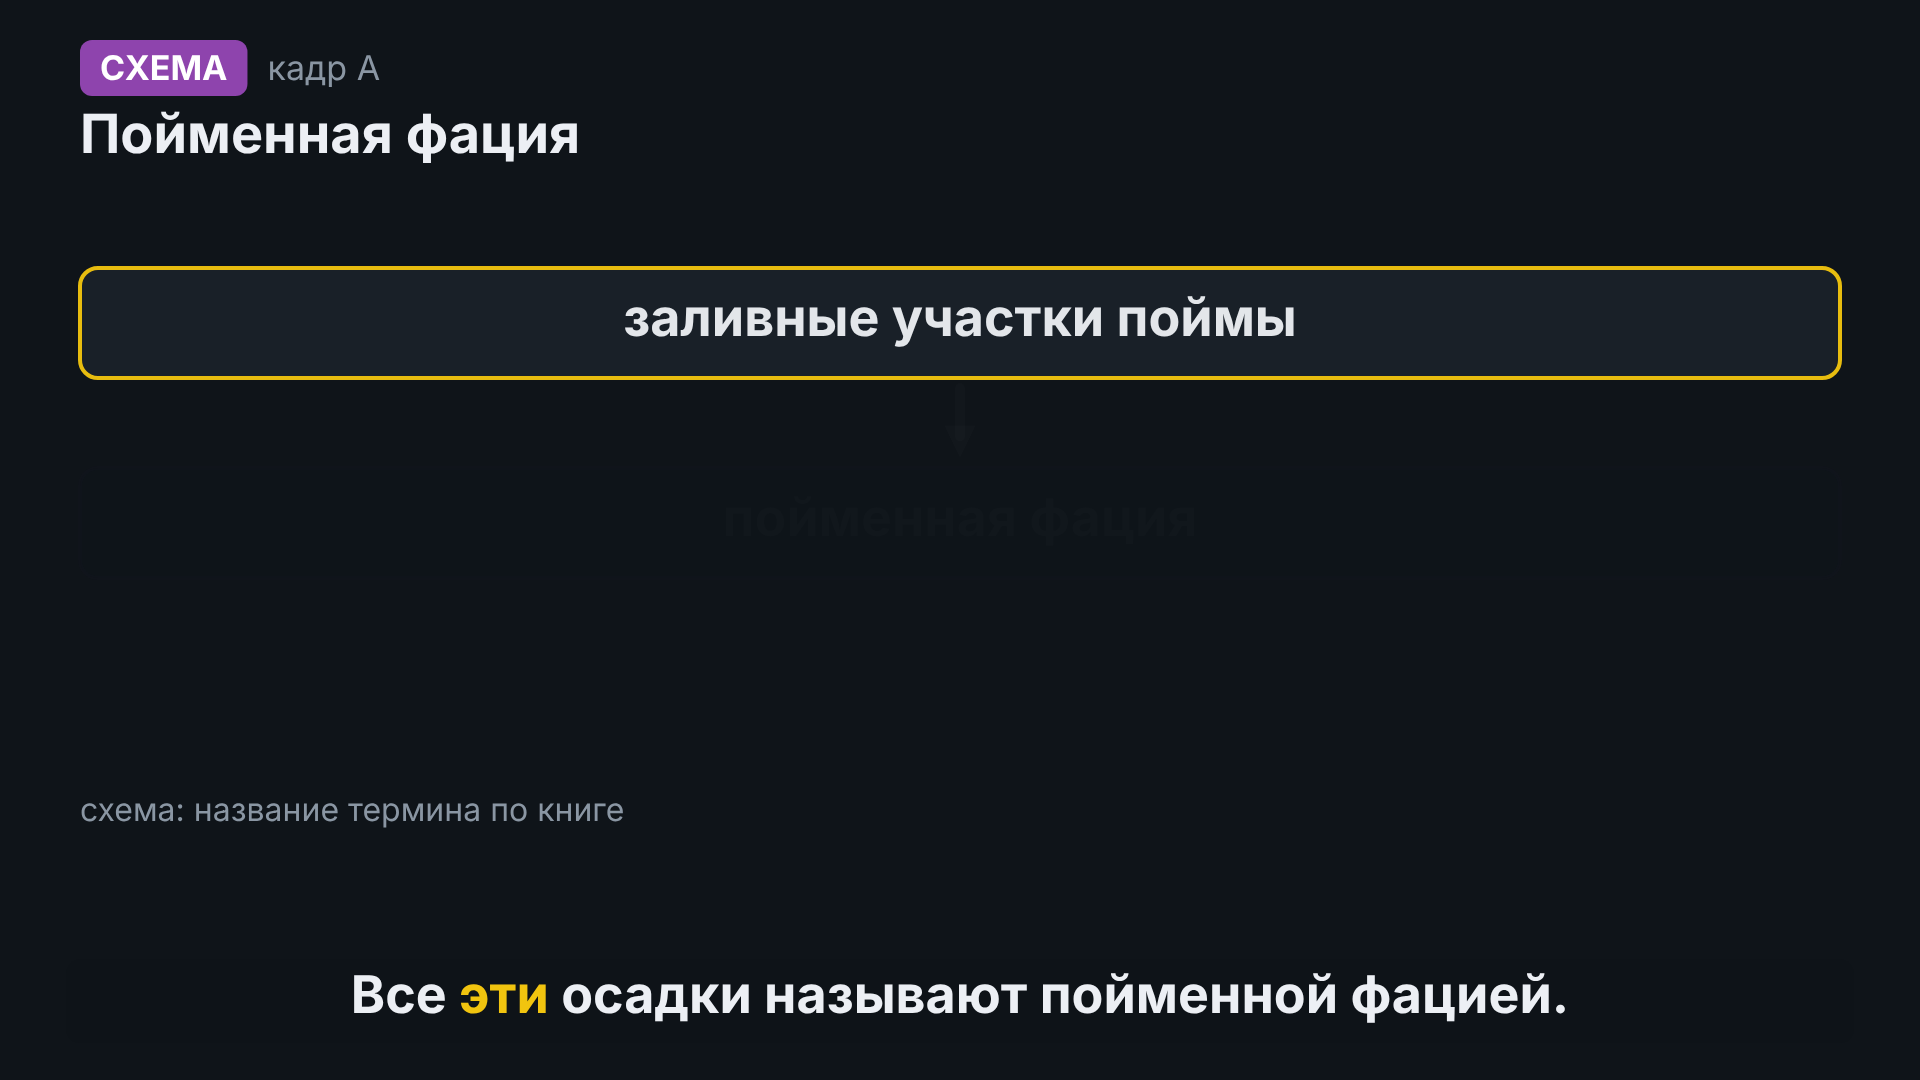 СХЕМА кадр А
Пойменная фация
заливные участки поймы
пойменная фация
схема: название термина по книге
Все эти осадки называют пойменной фацией.